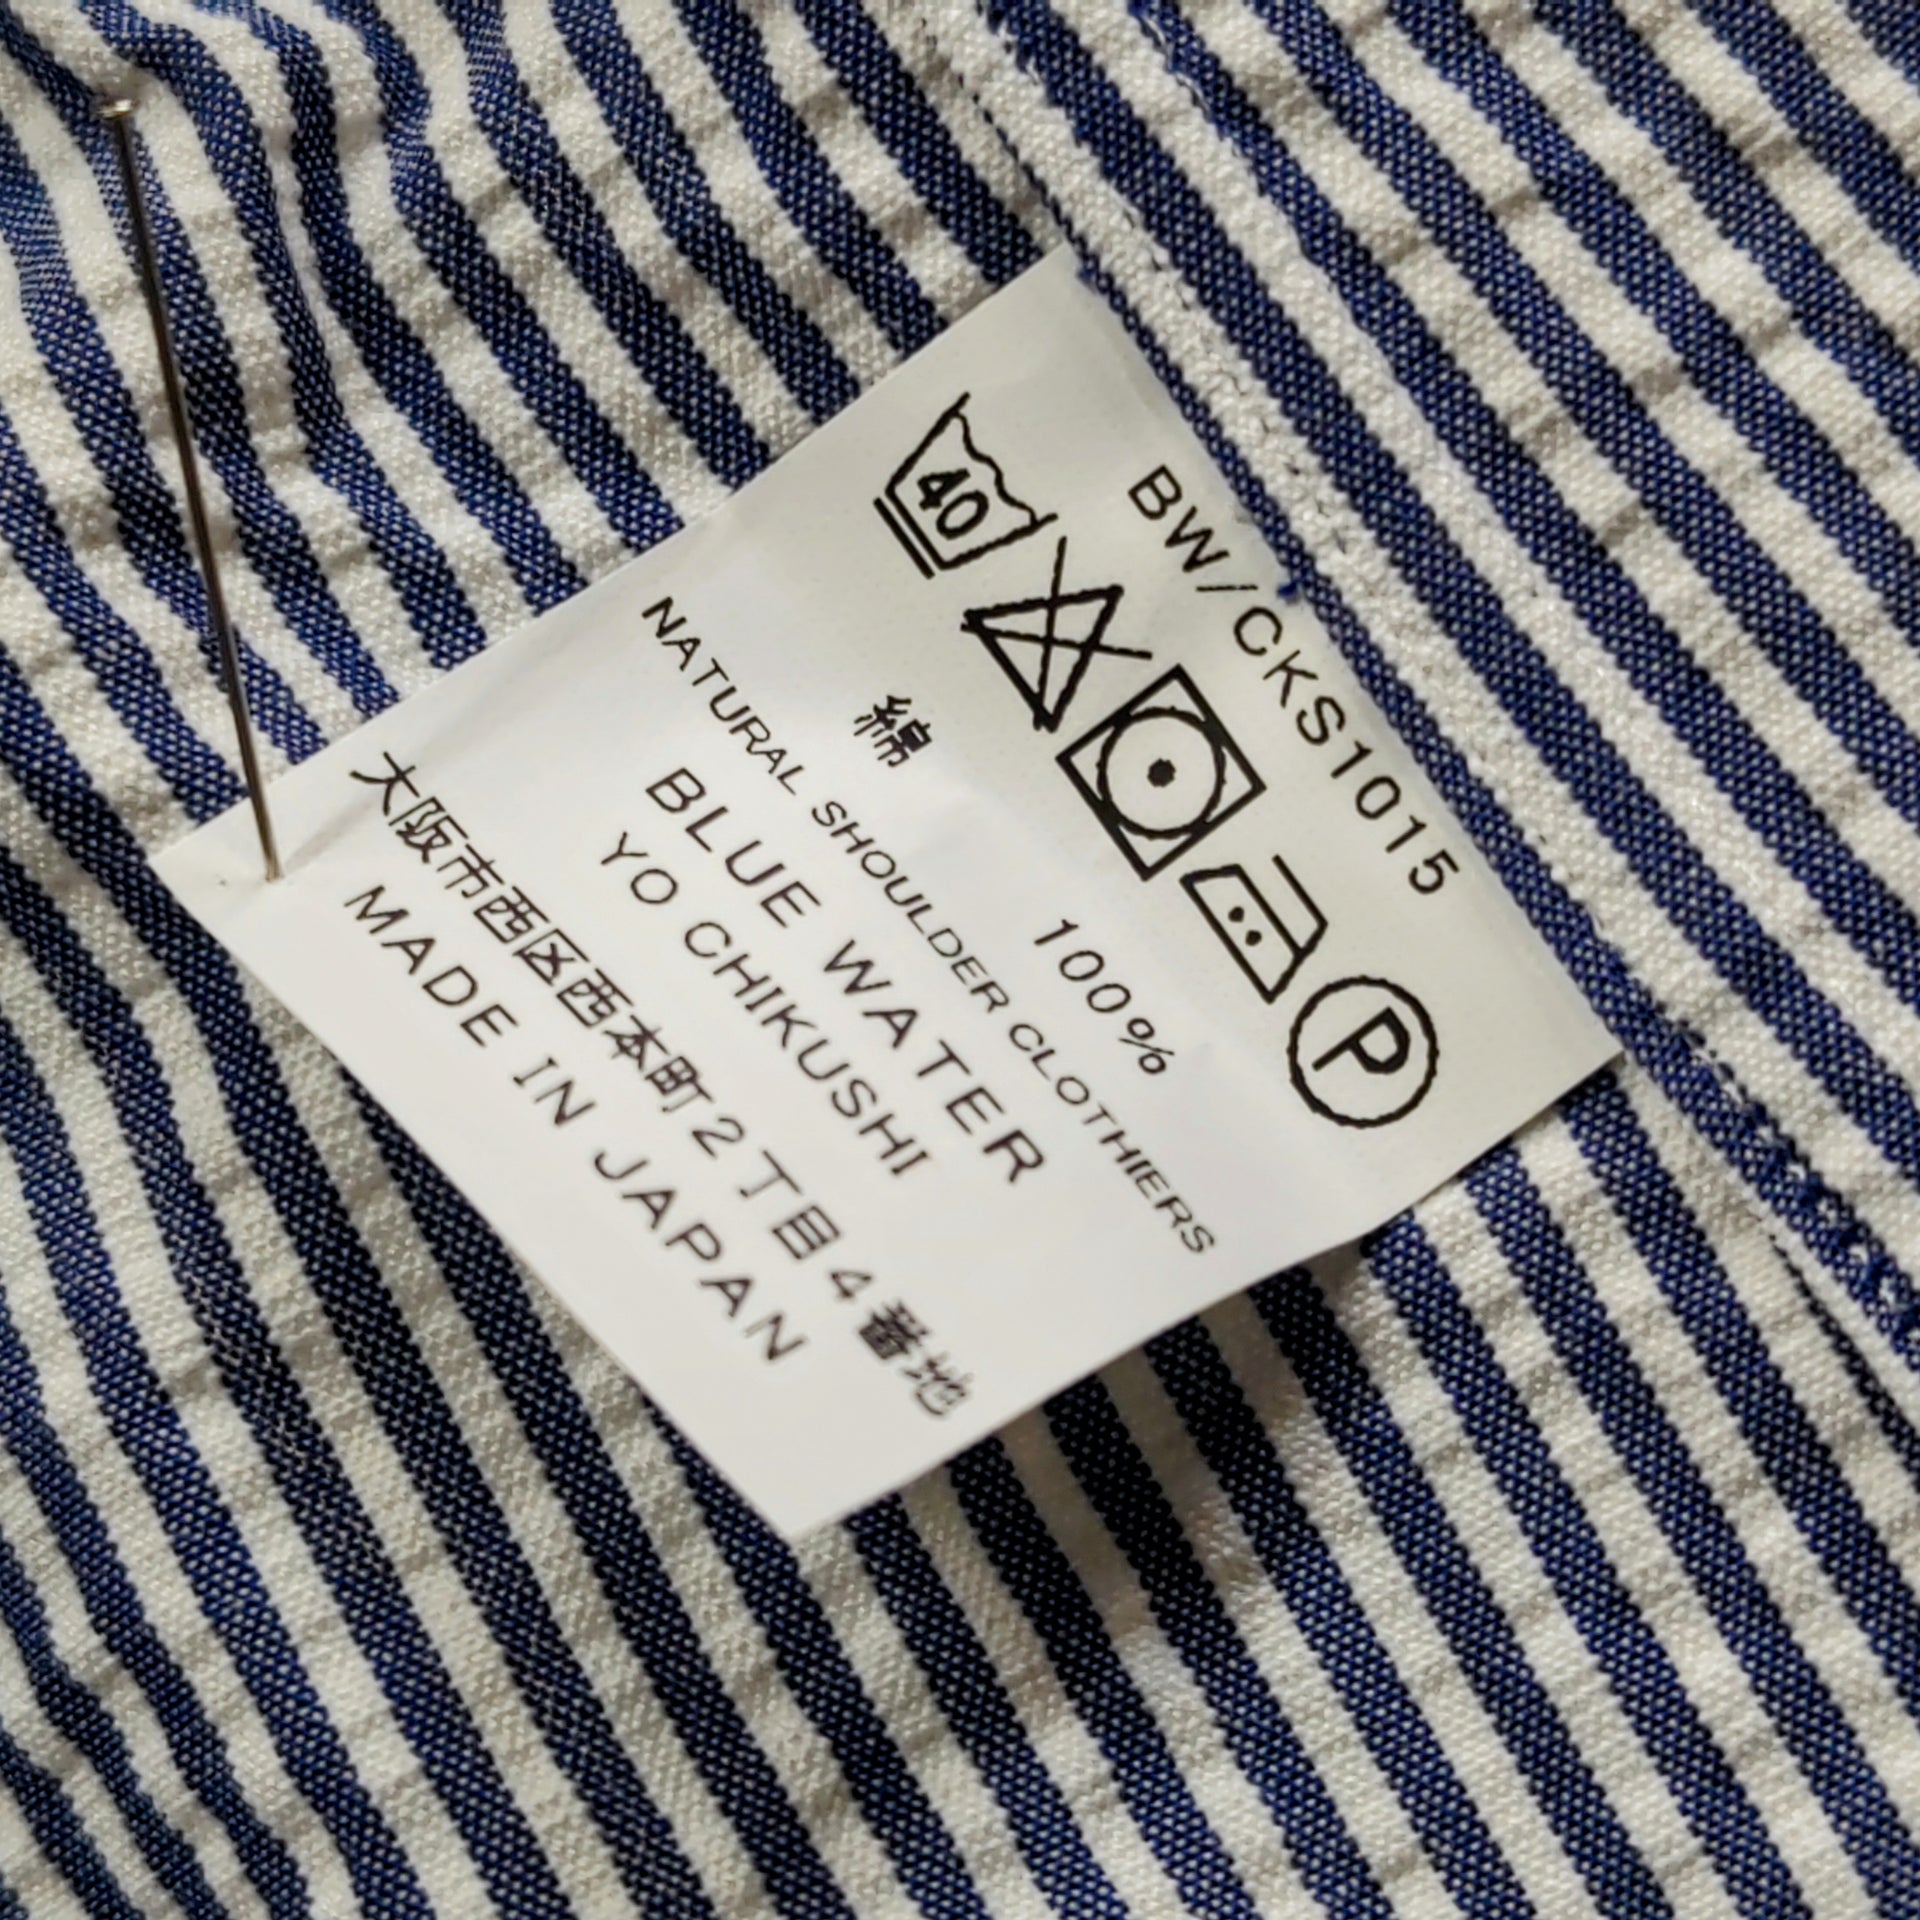 BW/CKS1015
40
P
綿 100%
NATURAL SHOULDER CLOTHIERS
BLUE WATER
YO CHIKUSHI
大阪市西区西本町2丁目4番地
MADE IN JAPAN